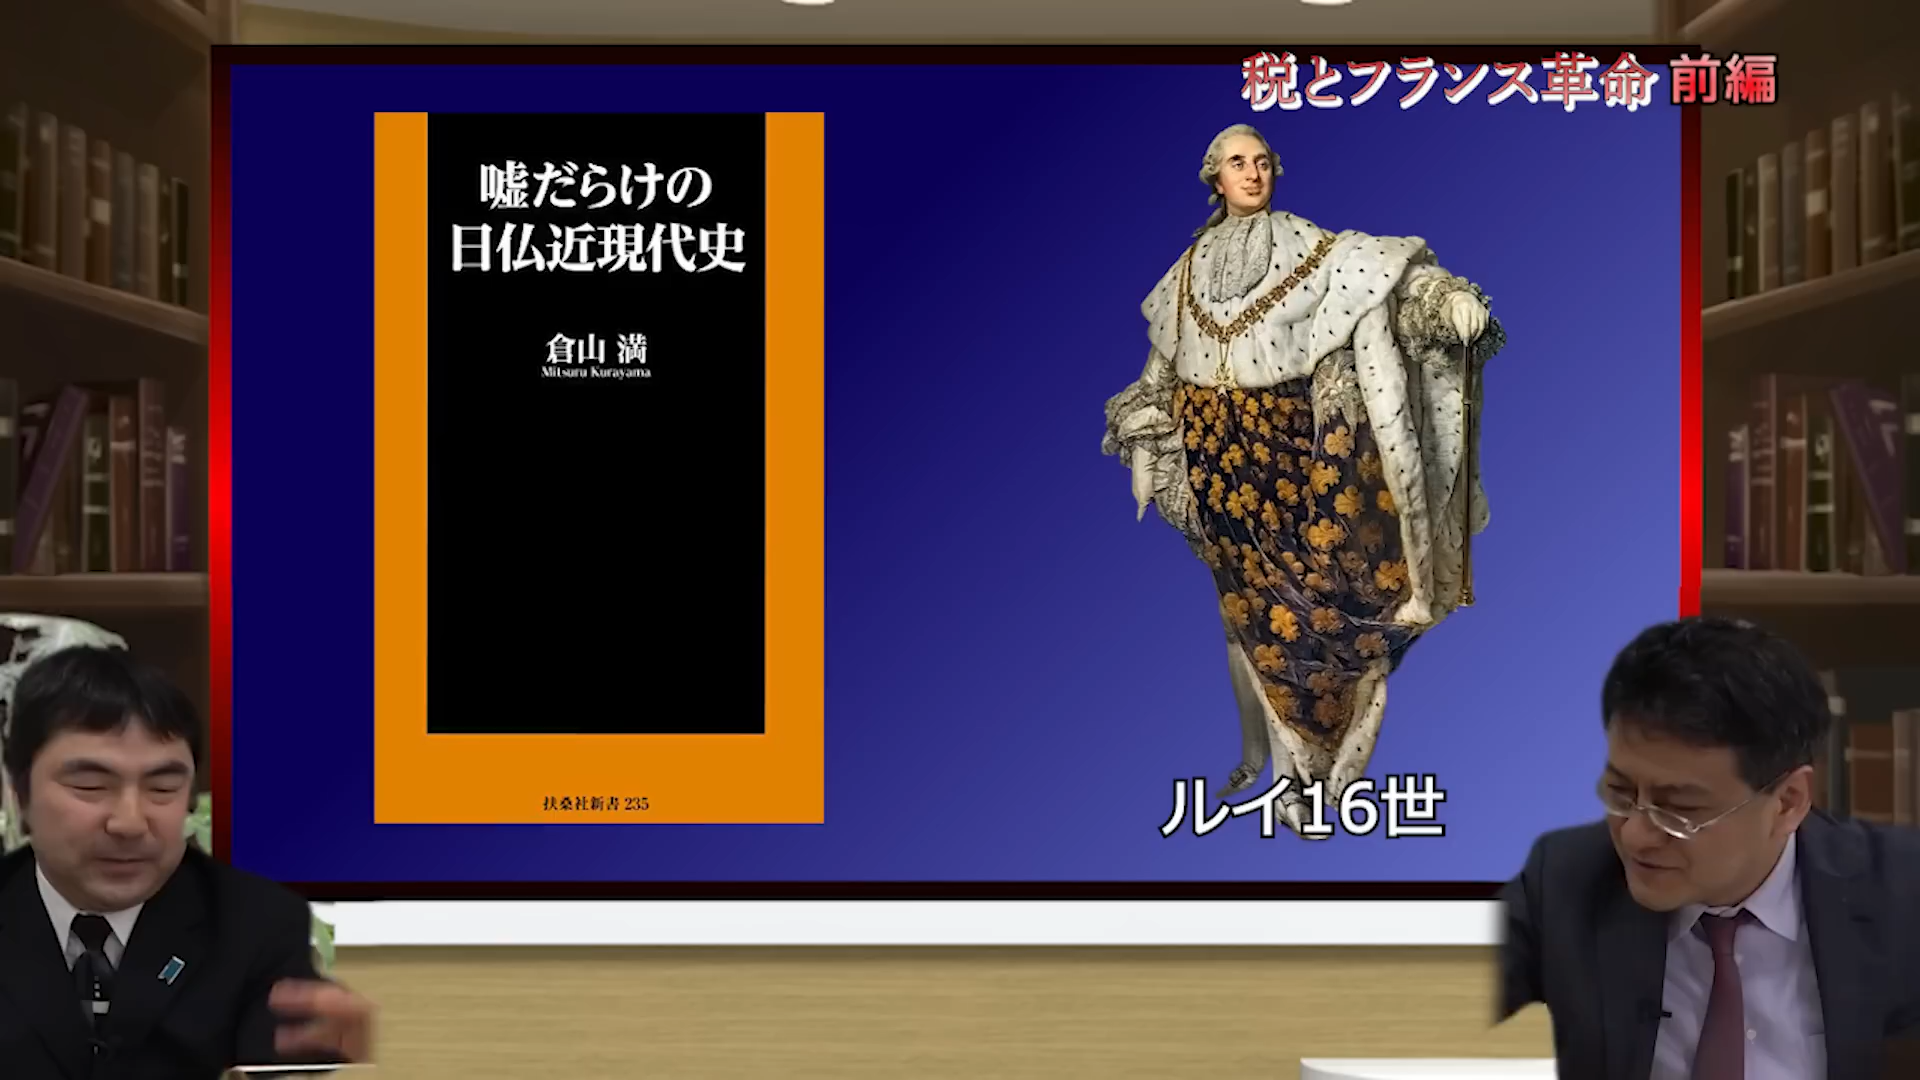 税とフランス革命 前編
嘘だらけの
日仏近現代史
倉山 満
Mitsuru Kurayama
扶桑社新書 235
ルイ16世